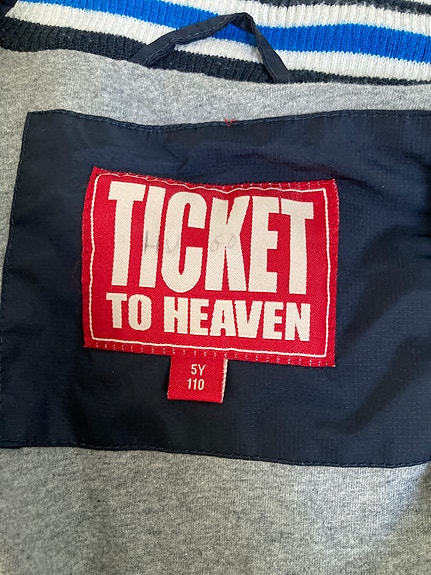 TICKET
TO HEAVEN
5Y
110